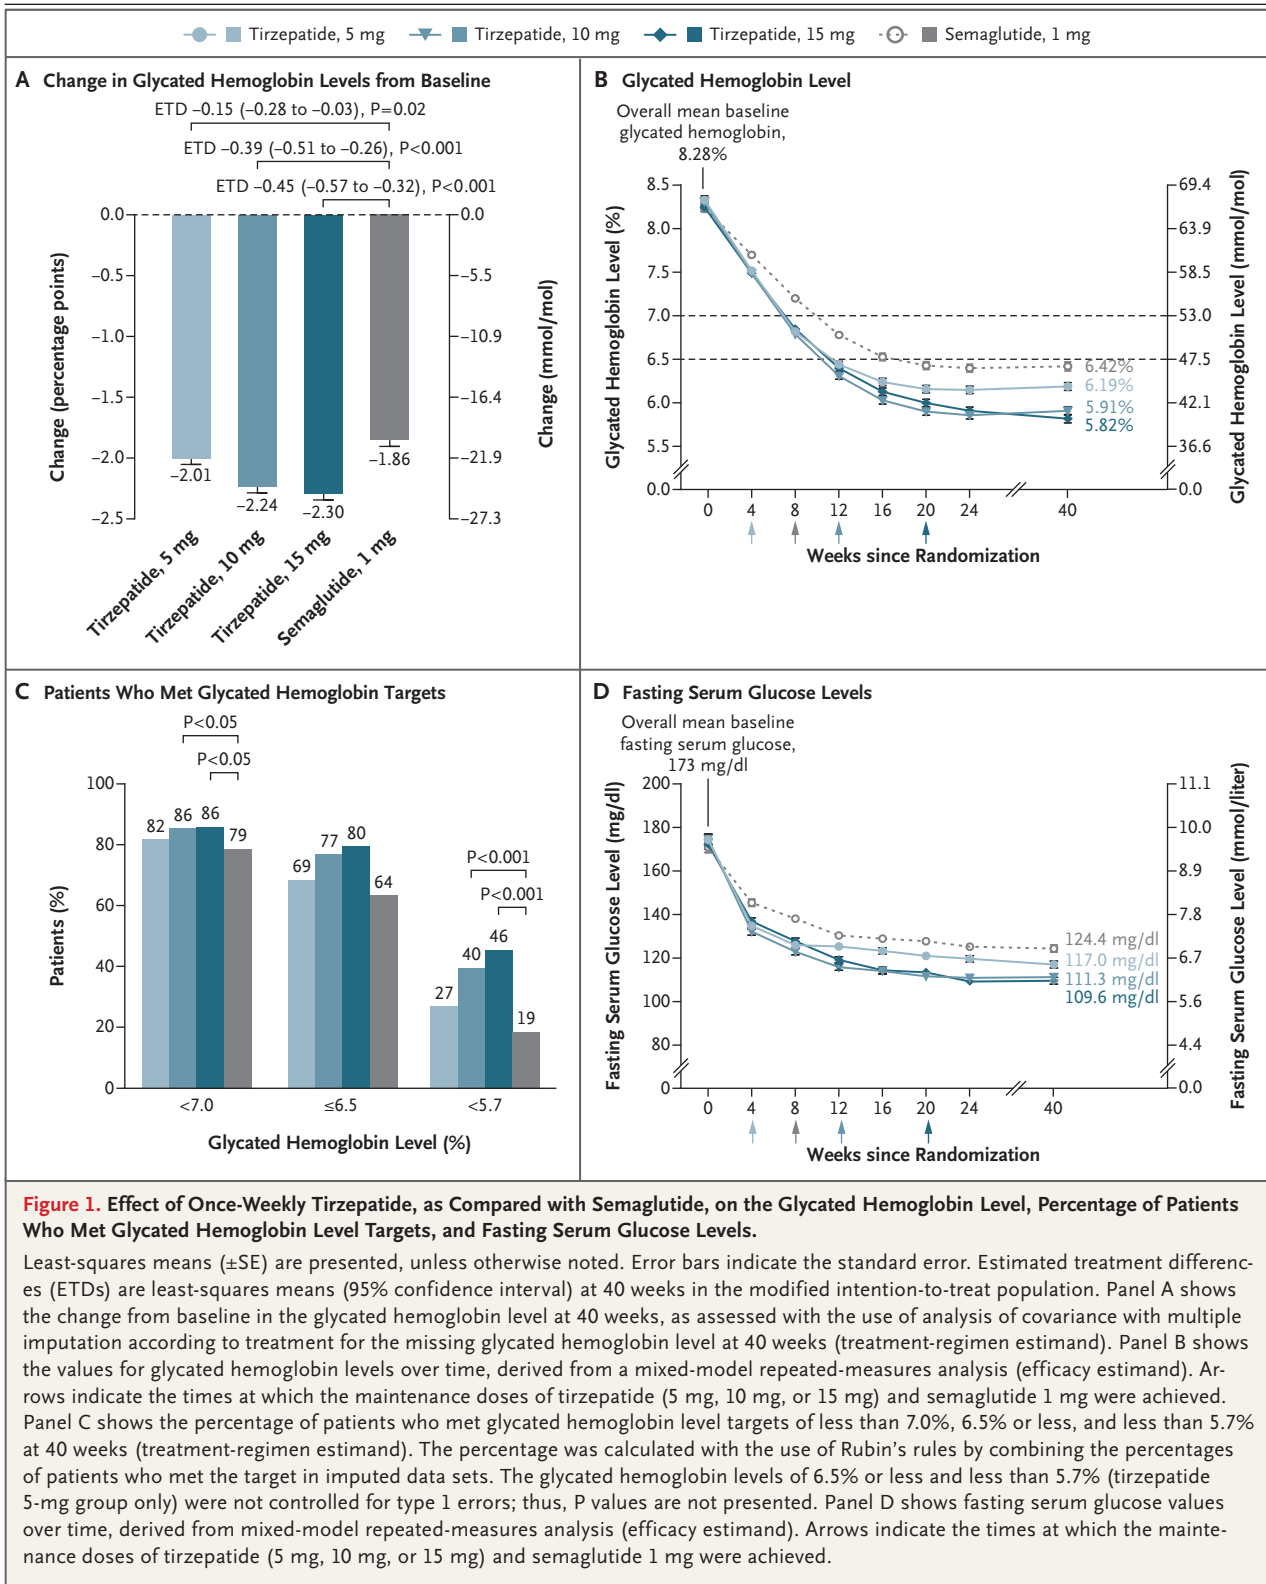 Tirzepatide, 5 mg Tirzepatide, 10 mg Tirzepatide, 15 mg Semaglutide, 1 mg
A Change in Glycated Hemoglobin Levels from Baseline
ETD –0.15 (–0.28 to –0.03), P=0.02
ETD –0.39 (–0.51 to –0.26), P<0.001
ETD –0.45 (–0.57 to –0.32), P<0.001
Change (percentage points)
0.0
–0.5
–1.0
–1.5
–2.0
–2.5
–2.01
–2.24
–2.30
–1.86
0.0
–5.5
–10.9
–16.4
–21.9
–27.3
Change (mmol/mol)
Tirzepatide, 5 mg
Tirzepatide, 10 mg
Tirzepatide, 15 mg
Semaglutide, 1 mg
B Glycated Hemoglobin Level
Overall mean baseline
glycated hemoglobin,
8.28%
Glycated Hemoglobin Level (%)
8.5
8.0
7.5
7.0
6.5
6.0
5.5
0.0
6.42%
6.19%
5.91%
5.82%
69.4
63.9
58.5
53.0
47.5
42.1
36.6
0.0
Glycated Hemoglobin Level (mmol/mol)
0 4 8 12 16 20 24 40
Weeks since Randomization
C Patients Who Met Glycated Hemoglobin Targets
P<0.05
P<0.05
P<0.001
P<0.001
Patients (%)
100
80
60
40
20
0
82 86 86 79
69 77 80 64
27 40 46 19
<7.0 ≤6.5 <5.7
Glycated Hemoglobin Level (%)
D Fasting Serum Glucose Levels
Overall mean baseline
fasting serum glucose,
173 mg/dl
Fasting Serum Glucose Level (mg/dl)
200
180
160
140
120
100
80
0
124.4 mg/dl
117.0 mg/dl
111.3 mg/dl
109.6 mg/dl
11.1
10.0
8.9
7.8
6.7
5.6
4.4
0.0
Fasting Serum Glucose Level (mmol/liter)
0 4 8 12 16 20 24 40
Weeks since Randomization
Figure 1. Effect of Once-Weekly Tirzepatide, as Compared with Semaglutide, on the Glycated Hemoglobin Level, Percentage of Patients
Who Met Glycated Hemoglobin Level Targets, and Fasting Serum Glucose Levels.
Least-squares means (±SE) are presented, unless otherwise noted. Error bars indicate the standard error. Estimated treatment differenc-
es (ETDs) are least-squares means (95% confidence interval) at 40 weeks in the modified intention-to-treat population. Panel A shows
the change from baseline in the glycated hemoglobin level at 40 weeks, as assessed with the use of analysis of covariance with multiple
imputation according to treatment for the missing glycated hemoglobin level at 40 weeks (treatment-regimen estimand). Panel B shows
the values for glycated hemoglobin levels over time, derived from a mixed-model repeated-measures analysis (efficacy estimand). Ar-
rows indicate the times at which the maintenance doses of tirzepatide (5 mg, 10 mg, or 15 mg) and semaglutide 1 mg were achieved.
Panel C shows the percentage of patients who met glycated hemoglobin level targets of less than 7.0%, 6.5% or less, and less than 5.7%
at 40 weeks (treatment-regimen estimand). The percentage was calculated with the use of Rubin’s rules by combining the percentages
of patients who met the target in imputed data sets. The glycated hemoglobin levels of 6.5% or less and less than 5.7% (tirzepatide
5-mg group only) were not controlled for type 1 errors; thus, P values are not presented. Panel D shows fasting serum glucose values
over time, derived from mixed-model repeated-measures analysis (efficacy estimand). Arrows indicate the times at which the mainte-
nance doses of tirzepatide (5 mg, 10 mg, or 15 mg) and semaglutide 1 mg were achieved.